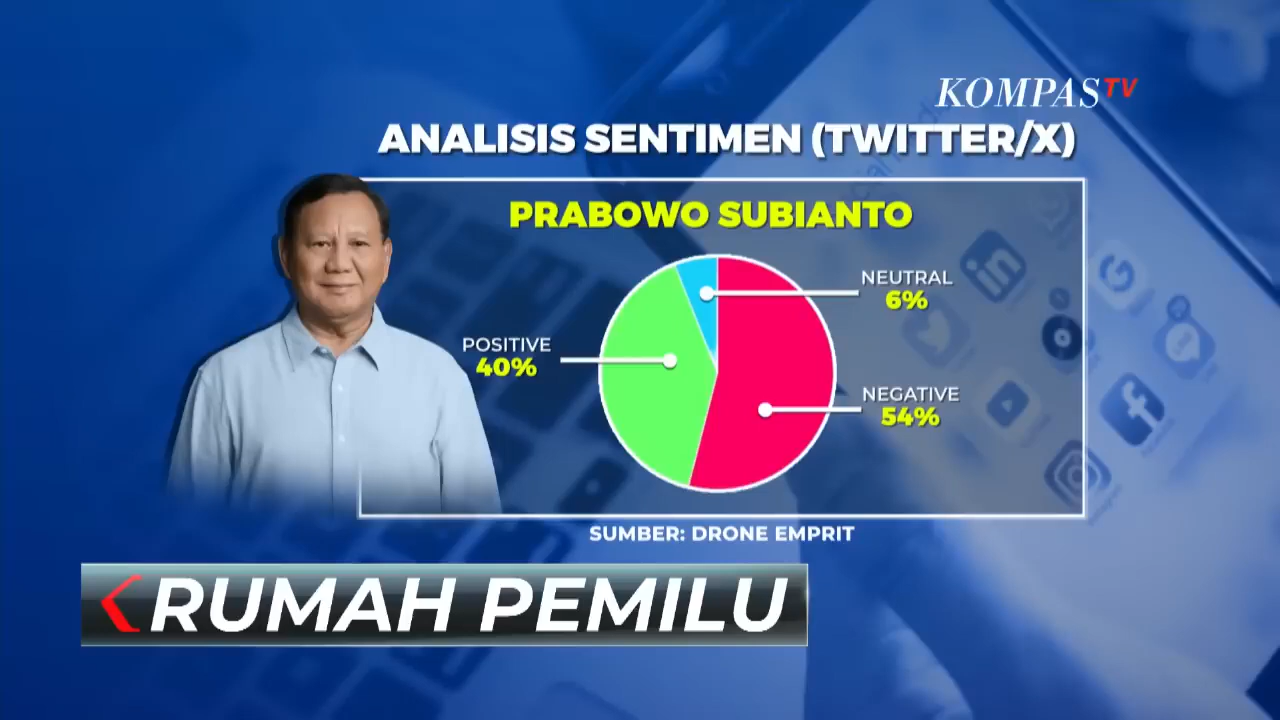 KOMPASTV
ANALISIS SENTIMEN (TWITTER/X)
PRABOWO SUBIANTO
NEUTRAL
6%
POSITIVE
40%
NEGATIVE
54%
SUMBER: DRONE EMPRIT
RUMAH PEMILU